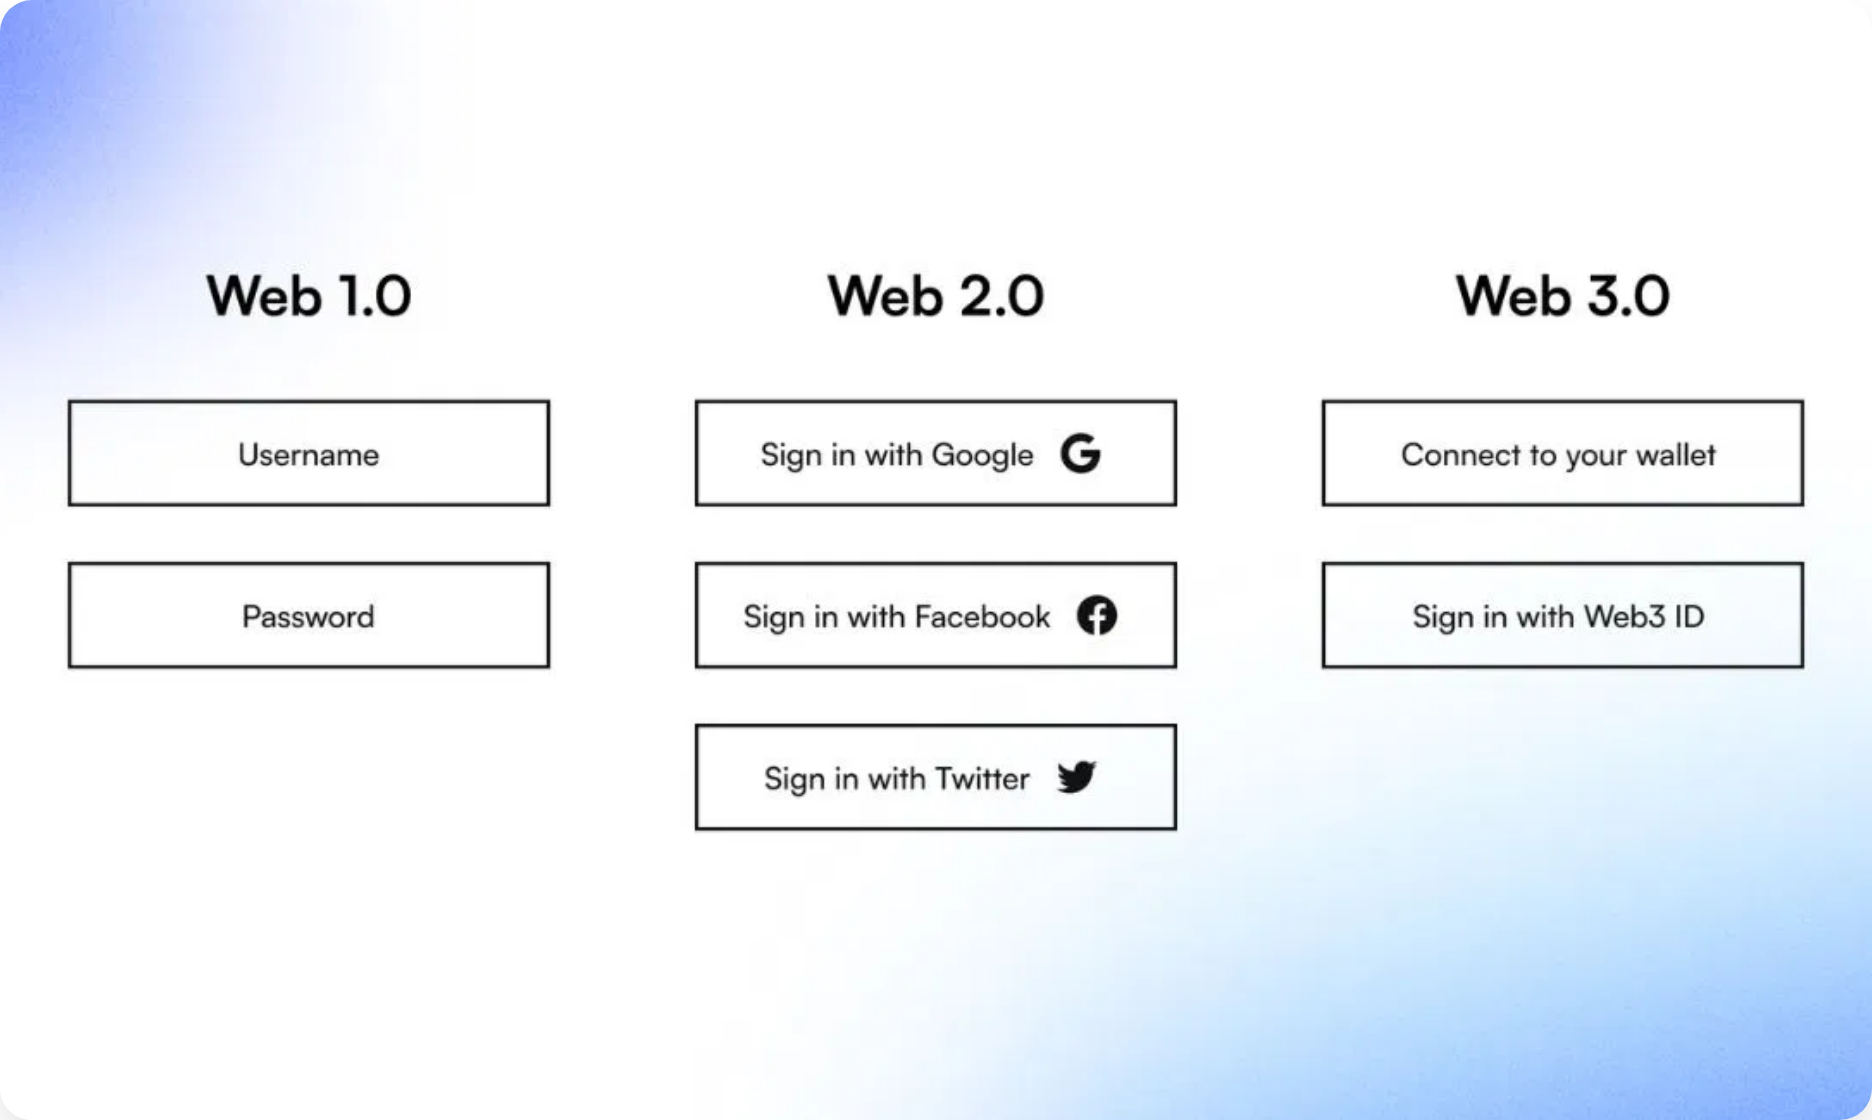 Web 1.0
Username
Password
Web 2.0
Sign in with Google
Sign in with Facebook
Sign in with Twitter
Web 3.0
Connect to your wallet
Sign in with Web3 ID